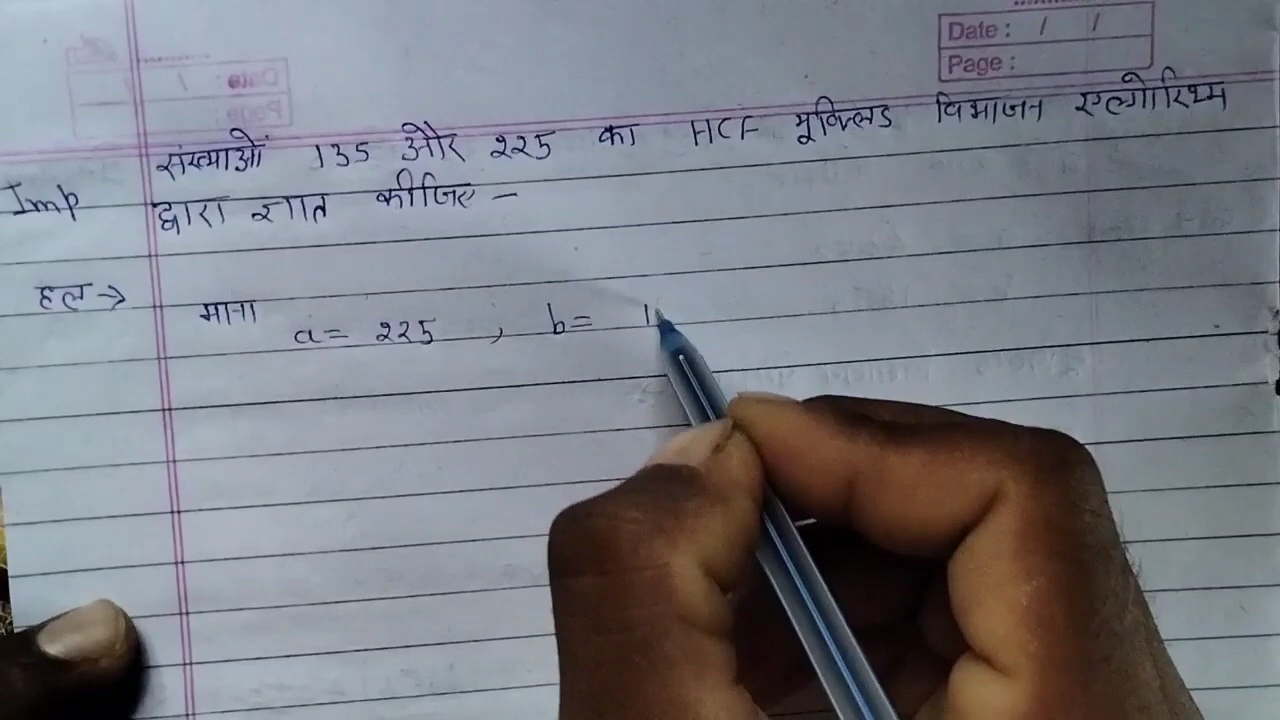 Date : / /
Page :
संख्याओं 135 और 225 का HCF यूक्लिड विभाजन एल्गोरिथ्म
Imp द्वारा ज्ञात कीजिए –
हल → माना
a = 225 , b = 1